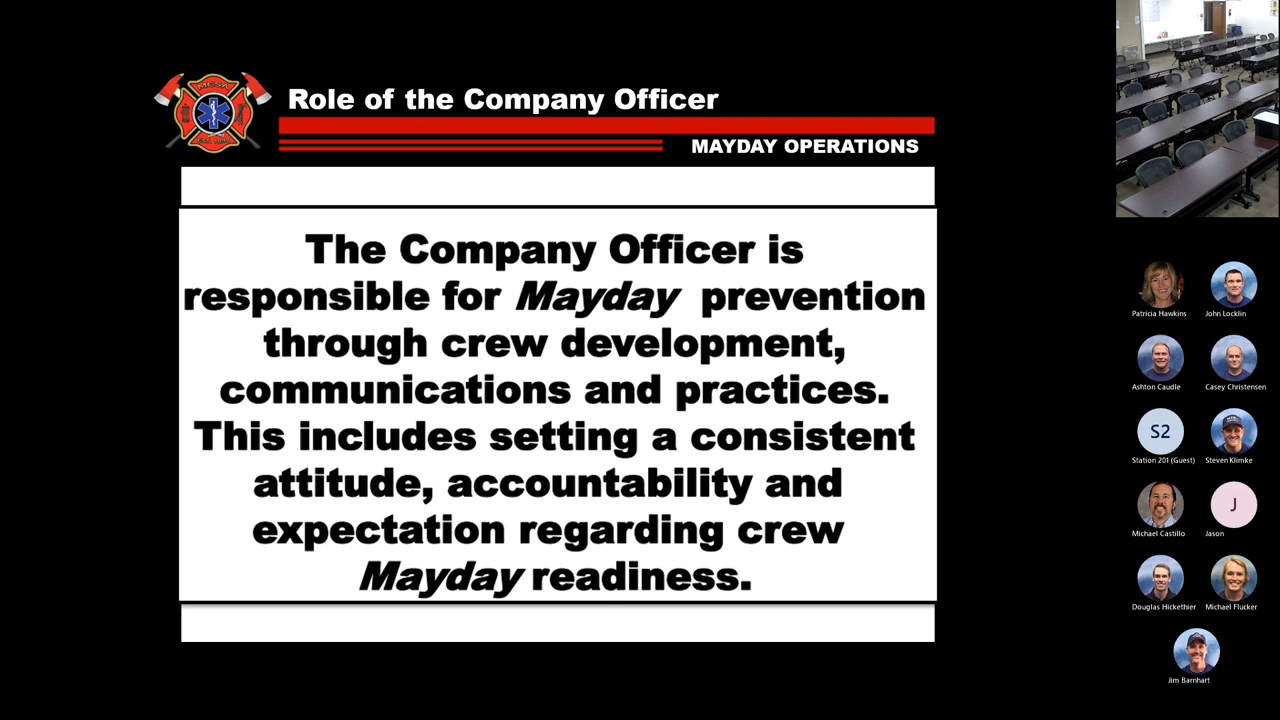 Role of the Company Officer
MAYDAY OPERATIONS
The Company Officer is
responsible for Mayday prevention
through crew development,
communications and practices.
This includes setting a consistent
attitude, accountability and
expectation regarding crew
Mayday readiness.
MESA
Patricia Hawkins
John Locklin
Ashton Caudle
Casey Christensen
S2
Station 201 (Guest)
Steven Klimke
Michael Castillo
J
Jason
Douglas Hickethier
Michael Flucker
Jim Barnhart